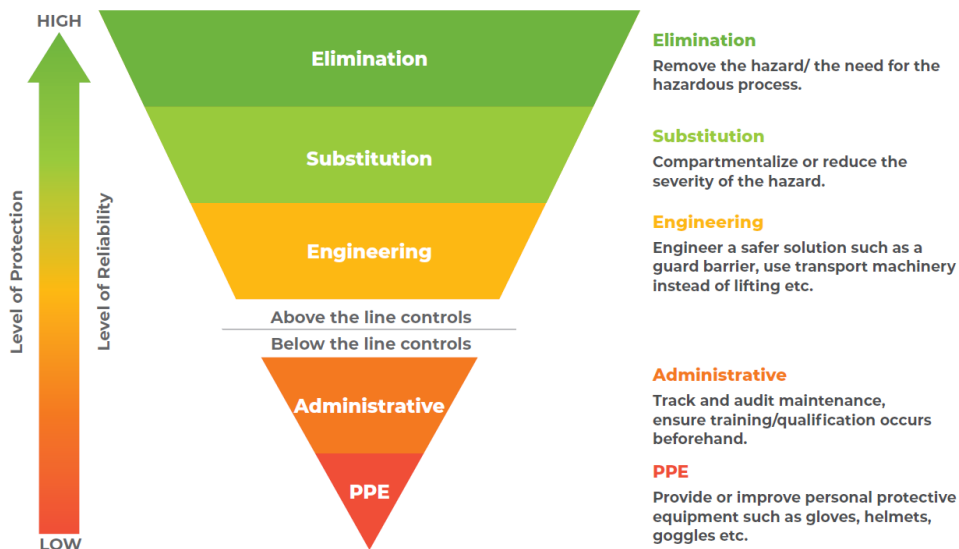 HIGH
Level of Protection
Level of Reliability
LOW
Elimination
Substitution
Engineering
Above the line controls
Below the line controls
Administrative
PPE
Elimination
Remove the hazard/ the need for the
hazardous process.
Substitution
Compartmentalize or reduce the
severity of the hazard.
Engineering
Engineer a safer solution such as a
guard barrier, use transport machinery
instead of lifting etc.
Administrative
Track and audit maintenance,
ensure training/qualification occurs
beforehand.
PPE
Provide or improve personal protective
equipment such as gloves, helmets,
goggles etc.